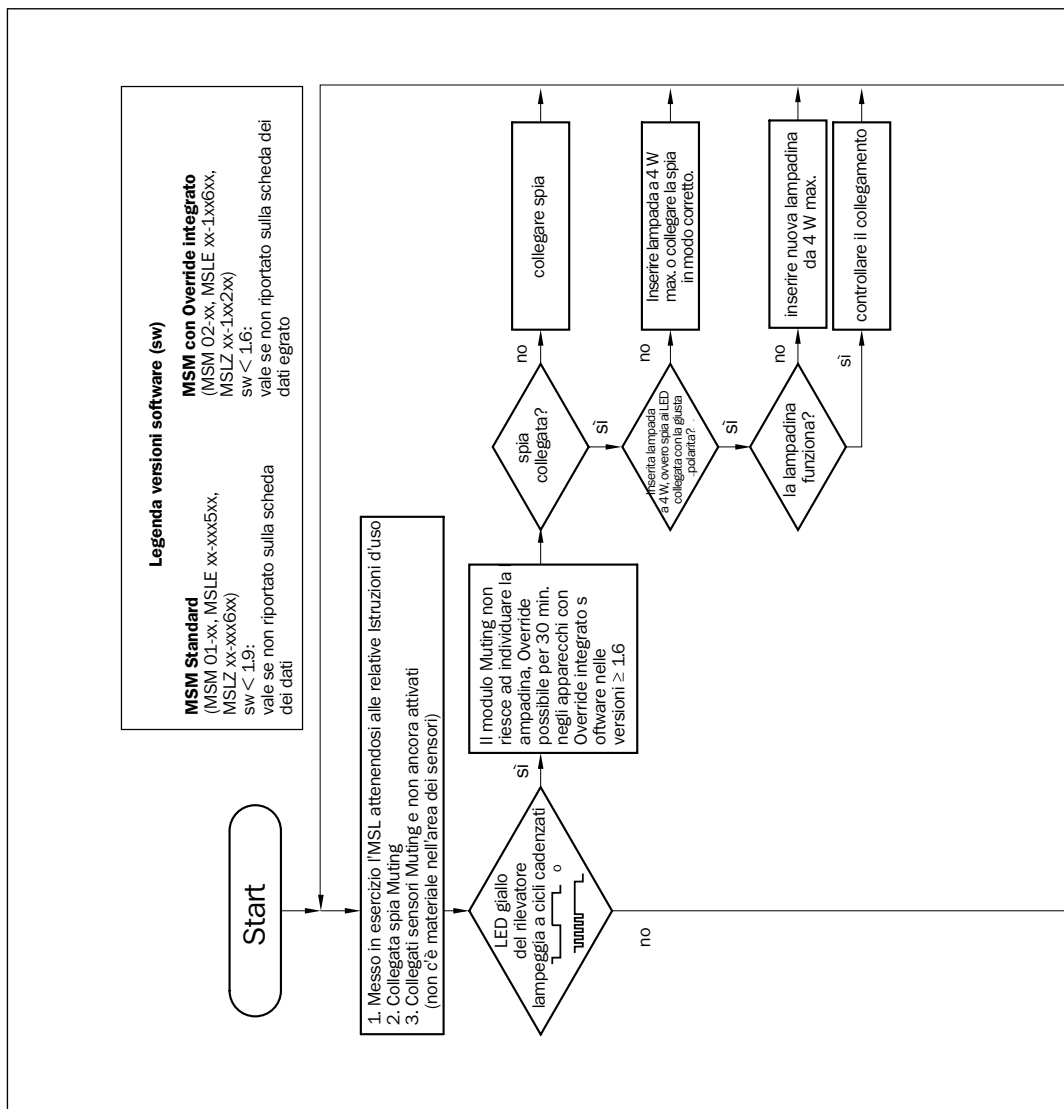 Legenda versioni software (sw)
MSM Standard
(MSM 01-xx, MSLE xx-xxx5xx,
MSLZ xx-xxx6xx)
sw < 1.9:
vale se non riportato sulla scheda
dei dati
MSM con Override integrato
(MSM 02-xx, MSLE xx-1xx6xx,
MSLZ xx-1xx2xx)
sw < 1.6:
vale se non riportato sulla scheda dei
dati egrato
Start
1. Messo in esercizio l'MSL attenendosi alle relative Istruzioni d'uso
2. Collegata spia Muting
3. Collegati sensori Muting e non ancora attivati
(non c'è materiale nell'area dei sensori)
LED giallo
del rilevatore
lampeggia a cicli cadenzati
o
sì
no
Il modulo Muting non
riesce ad individuare la l
ampadina, Override
possibile per 30 min.
negli apparecchi con
Override integrato s
oftware nelle
versioni ≥ 1.6
spia
collegata?
no
collegare spia
sì
Inserita lampada
a 4 W, ovvero spia ai LED
collegata con la giusta
-polarita?
no
Inserire lampada a 4 W
max. o collegare la spia
in modo corretto.
sì
la lampadina
funziona?
no
inserire nuova lampadina
da 4 W max.
sì
controllare il collegamento